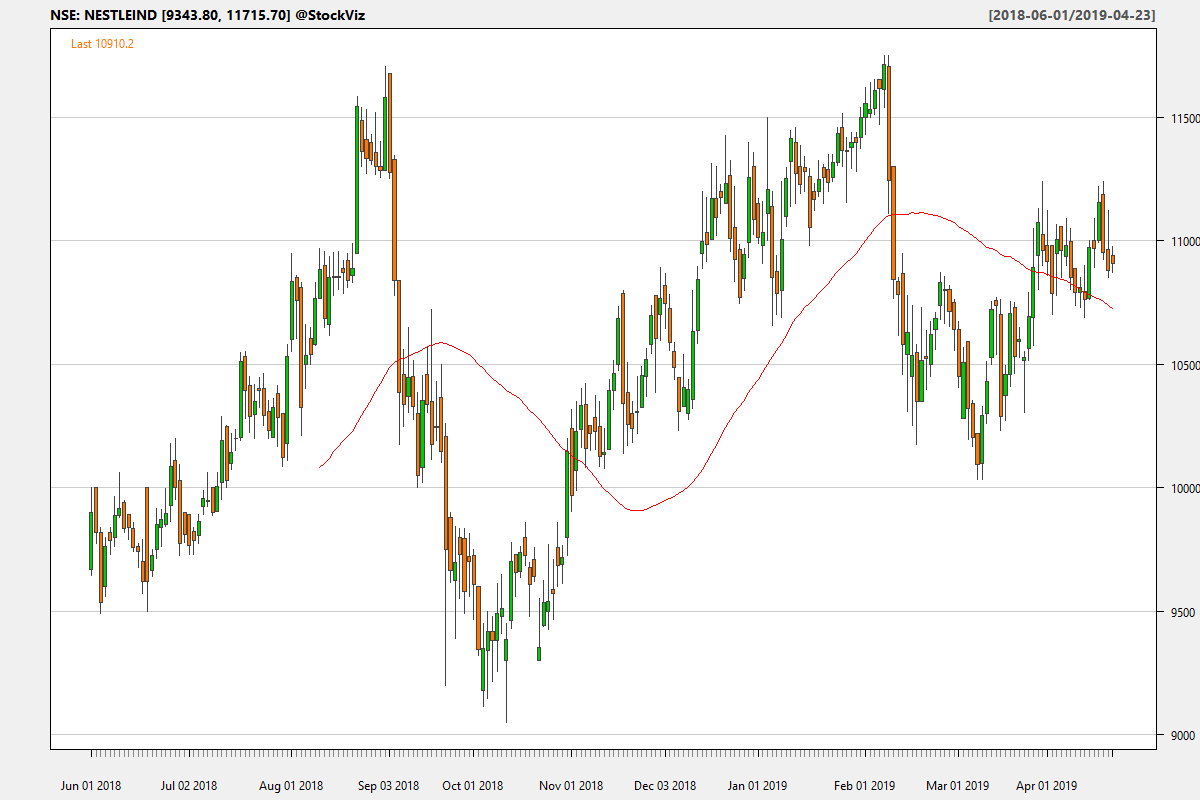 NSE: NESTLEIND [9343.80, 11715.70] @StockViz [2018-06-01/2019-04-23]
Last 10910.2
11500
11000
10500
10000
9500
9000
Jun 01 2018 Jul 02 2018 Aug 01 2018 Sep 03 2018 Oct 01 2018 Nov 01 2018 Dec 03 2018 Jan 01 2019 Feb 01 2019 Mar 01 2019 Apr 01 2019